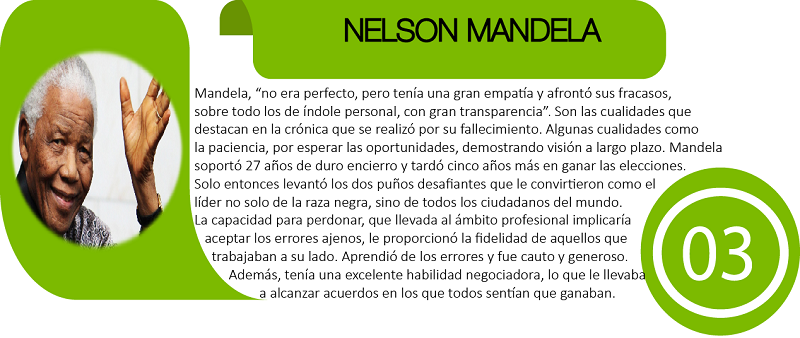 NELSON MANDELA
Mandela, “no era perfecto, pero tenía una gran empatía y afrontó sus fracasos,
sobre todo los de índole personal, con gran transparencia”. Son las cualidades que
destacan en la crónica que se realizó por su fallecimiento. Algunas cualidades como
la paciencia, por esperar las oportunidades, demostrando visión a largo plazo. Mandela
soportó 27 años de duro encierro y tardó cinco años más en ganar las elecciones.
Solo entonces levantó los dos puños desafiantes que le convirtieron como el
líder no solo de la raza negra, sino de todos los ciudadanos del mundo.
La capacidad para perdonar, que llevada al ámbito profesional implicaría
aceptar los errores ajenos, le proporcionó la fidelidad de aquellos que
trabajaban a su lado. Aprendió de los errores y fue cauto y generoso.
Además, tenía una excelente habilidad negociadora, lo que le llevaba
a alcanzar acuerdos en los que todos sentían que ganaban.
03